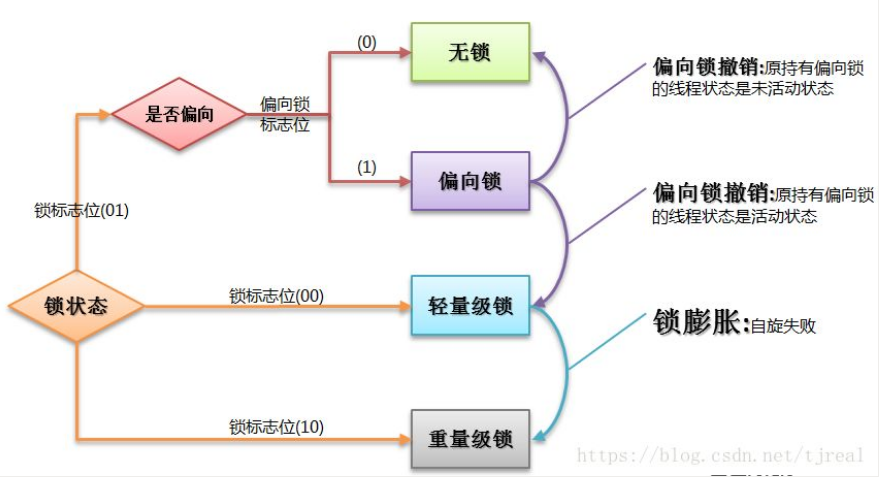 (0)
无锁
偏向锁撤销:原持有偏向锁
的线程状态是未活动状态
是否偏向
偏向锁
标志位
(1)
偏向锁
偏向锁撤销:原持有偏向锁
的线程状态是活动状态
锁标志位(01)
锁状态
锁标志位(00)
轻量级锁
锁膨胀:自旋失败
锁标志位(10)
重量级锁
https://blog.csdn.net/tjreal